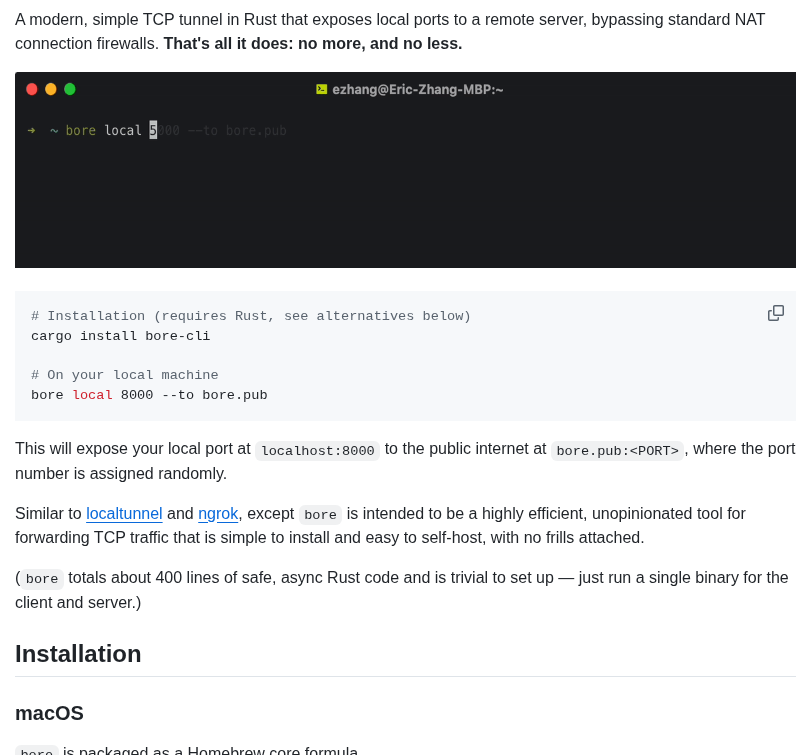 A modern, simple TCP tunnel in Rust that exposes local ports to a remote server, bypassing standard NAT
connection firewalls. That's all it does: no more, and no less.
ezhang@Eric-Zhang-MBP:~
➜ ~ bore local 5000 --to bore.pub
# Installation (requires Rust, see alternatives below)
cargo install bore-cli
# On your local machine
bore local 8000 --to bore.pub
This will expose your local port at localhost:8000 to the public internet at bore.pub:<PORT>, where the port
number is assigned randomly.
Similar to localtunnel and ngrok, except bore is intended to be a highly efficient, unopinionated tool for
forwarding TCP traffic that is simple to install and easy to self-host, with no frills attached.
(bore totals about 400 lines of safe, async Rust code and is trivial to set up — just run a single binary for the
client and server.)
Installation
macOS
bore is packaged as a Homebrew core formula.